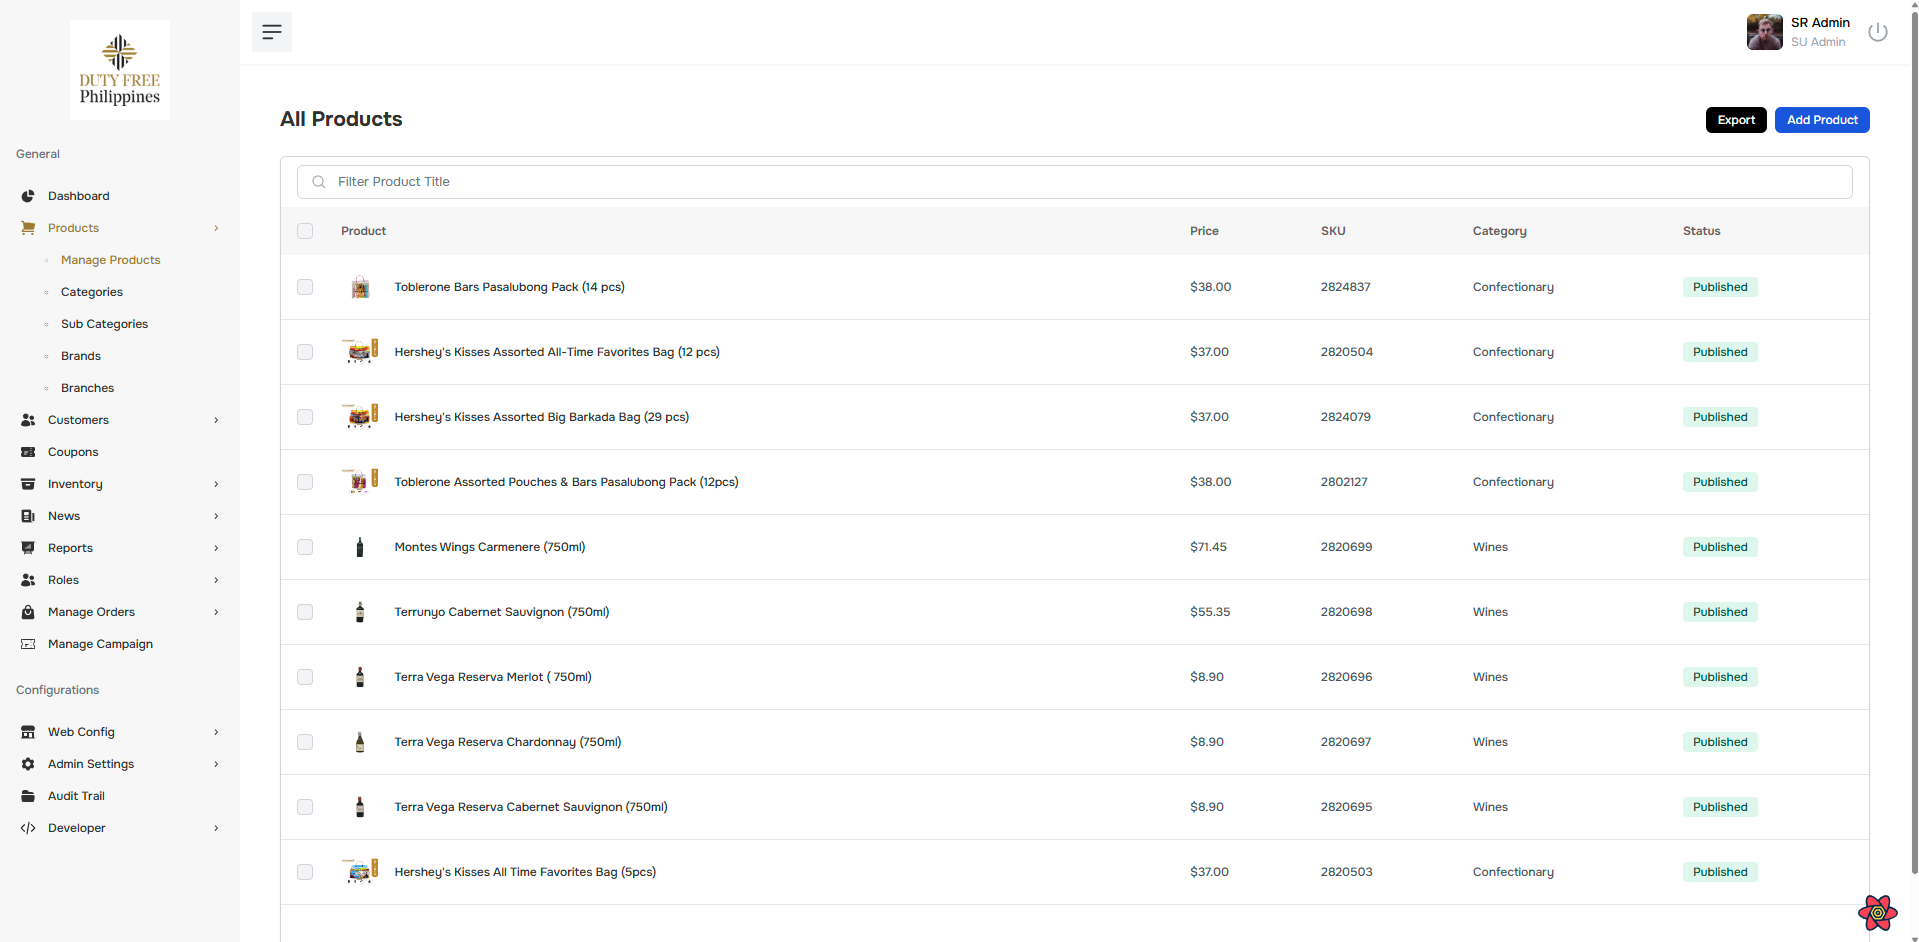 DUTY FREE
Philippines
SR Admin
SU Admin
General
Dashboard
Products
Manage Products
Categories
Sub Categories
Brands
Branches
Customers
Coupons
Inventory
News
Reports
Roles
Manage Orders
Manage Campaign
Configurations
Web Config
Admin Settings
Audit Trail
Developer
All Products
Export
Add Product
Filter Product Title
Product Price SKU Category Status
Toblerone Bars Pasalubong Pack (14 pcs) $38.00 2824837 Confectionary Published
Hershey's Kisses Assorted All-Time Favorites Bag (12 pcs) $37.00 2820504 Confectionary Published
Hershey's Kisses Assorted Big Barkada Bag (29 pcs) $37.00 2824079 Confectionary Published
Toblerone Assorted Pouches & Bars Pasalubong Pack (12pcs) $38.00 2802127 Confectionary Published
Montes Wings Carmenere (750ml) $71.45 2820699 Wines Published
Terrunyo Cabernet Sauvignon (750ml) $55.35 2820698 Wines Published
Terra Vega Reserva Merlot ( 750ml) $8.90 2820696 Wines Published
Terra Vega Reserva Chardonnay (750ml) $8.90 2820697 Wines Published
Terra Vega Reserva Cabernet Sauvignon (750ml) $8.90 2820695 Wines Published
Hershey's Kisses All Time Favorites Bag (5pcs) $37.00 2820503 Confectionary Published